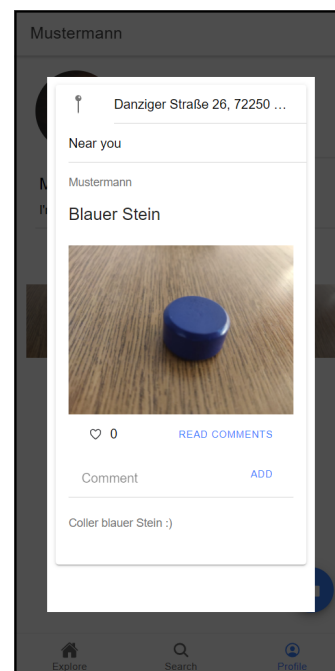 Mustermann
Danziger Straße 26, 72250 …
Near you
Mustermann
Blauer Stein
0
READ COMMENTS
Comment
ADD
Coller blauer Stein :)
Explore
Search
Profile